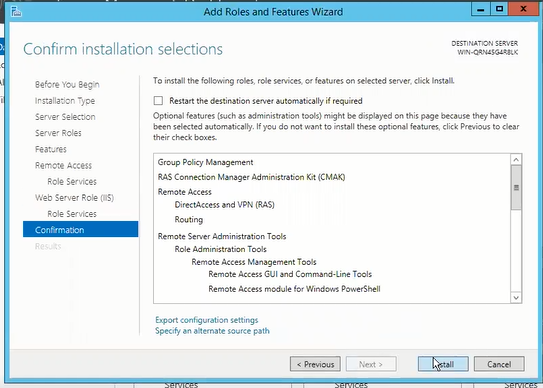 Add Roles and Features Wizard
Confirm installation selections
DESTINATION SERVER
WIN-QRN4SG4R8LK
Before You Begin
Installation Type
Server Selection
Server Roles
Features
Remote Access
Role Services
Web Server Role (IIS)
Role Services
Confirmation
Results
To install the following roles, role services, or features on selected server, click Install.
Restart the destination server automatically if required
Optional features (such as administration tools) might be displayed on this page because they
have been selected automatically. If you do not want to install these optional features, click Previous to clear
their check boxes.
Group Policy Management
RAS Connection Manager Administration Kit (CMAK)
Remote Access
DirectAccess and VPN (RAS)
Routing
Remote Server Administration Tools
Role Administration Tools
Remote Access Management Tools
Remote Access GUI and Command-Line Tools
Remote Access module for Windows PowerShell
Export configuration settings
Specify an alternate source path
< Previous
Next >
Install
Cancel
Services
Services
Services